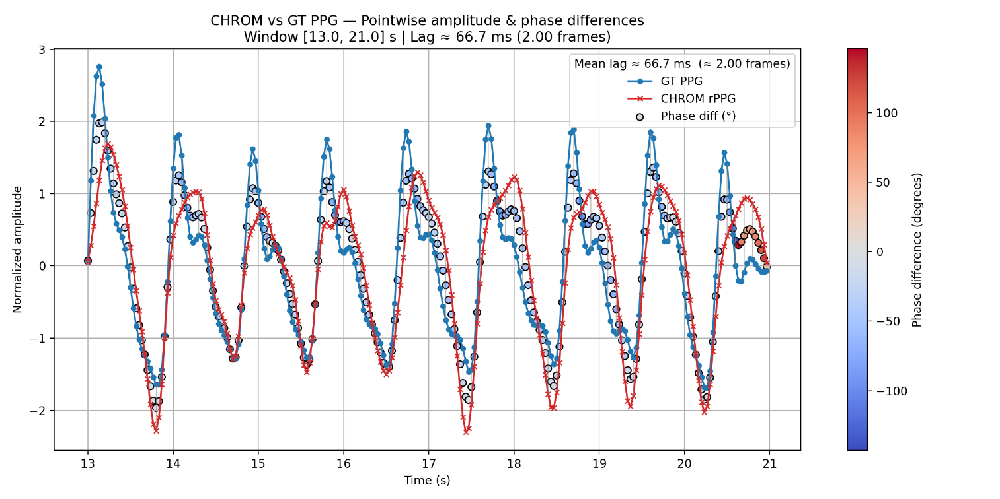 CHROM vs GT PPG — Pointwise amplitude & phase differences
Window [13.0, 21.0] s | Lag ≈ 66.7 ms (2.00 frames)
Mean lag ≈ 66.7 ms (≈ 2.00 frames)
GT PPG
CHROM rPPG
Phase diff (°)
Normalized amplitude
3
2
1
0
−1
−2
13 14 15 16 17 18 19 20 21
Time (s)
100
50
0
−50
−100
Phase difference (degrees)